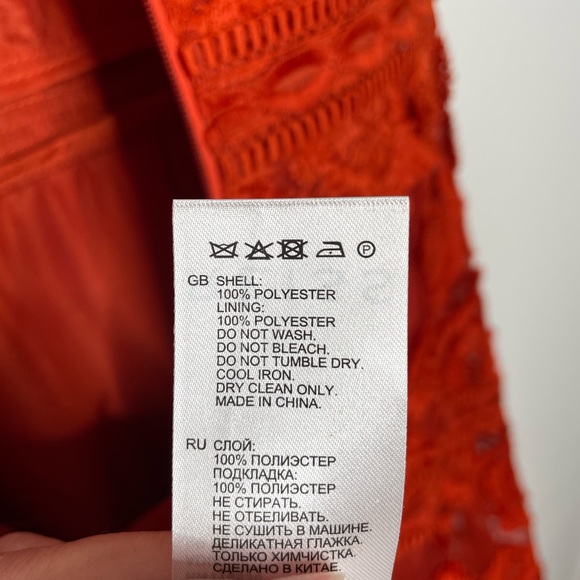 P
GB SHELL:
100% POLYESTER
LINING:
100% POLYESTER
DO NOT WASH.
DO NOT BLEACH.
DO NOT TUMBLE DRY.
COOL IRON.
DRY CLEAN ONLY.
MADE IN CHINA.
RU СЛОЙ:
100% ПОЛИЭСТЕР
ПОДКЛАДКА:
100% ПОЛИЭСТЕР
НЕ СТИРАТЬ.
НЕ ОТБЕЛИВАТЬ.
НЕ СУШИТЬ В МАШИНЕ.
ДЕЛИКАТНАЯ ГЛАЖКА.
ТОЛЬКО ХИМЧИСТКА.
СДЕЛАНО В КИТАЕ.